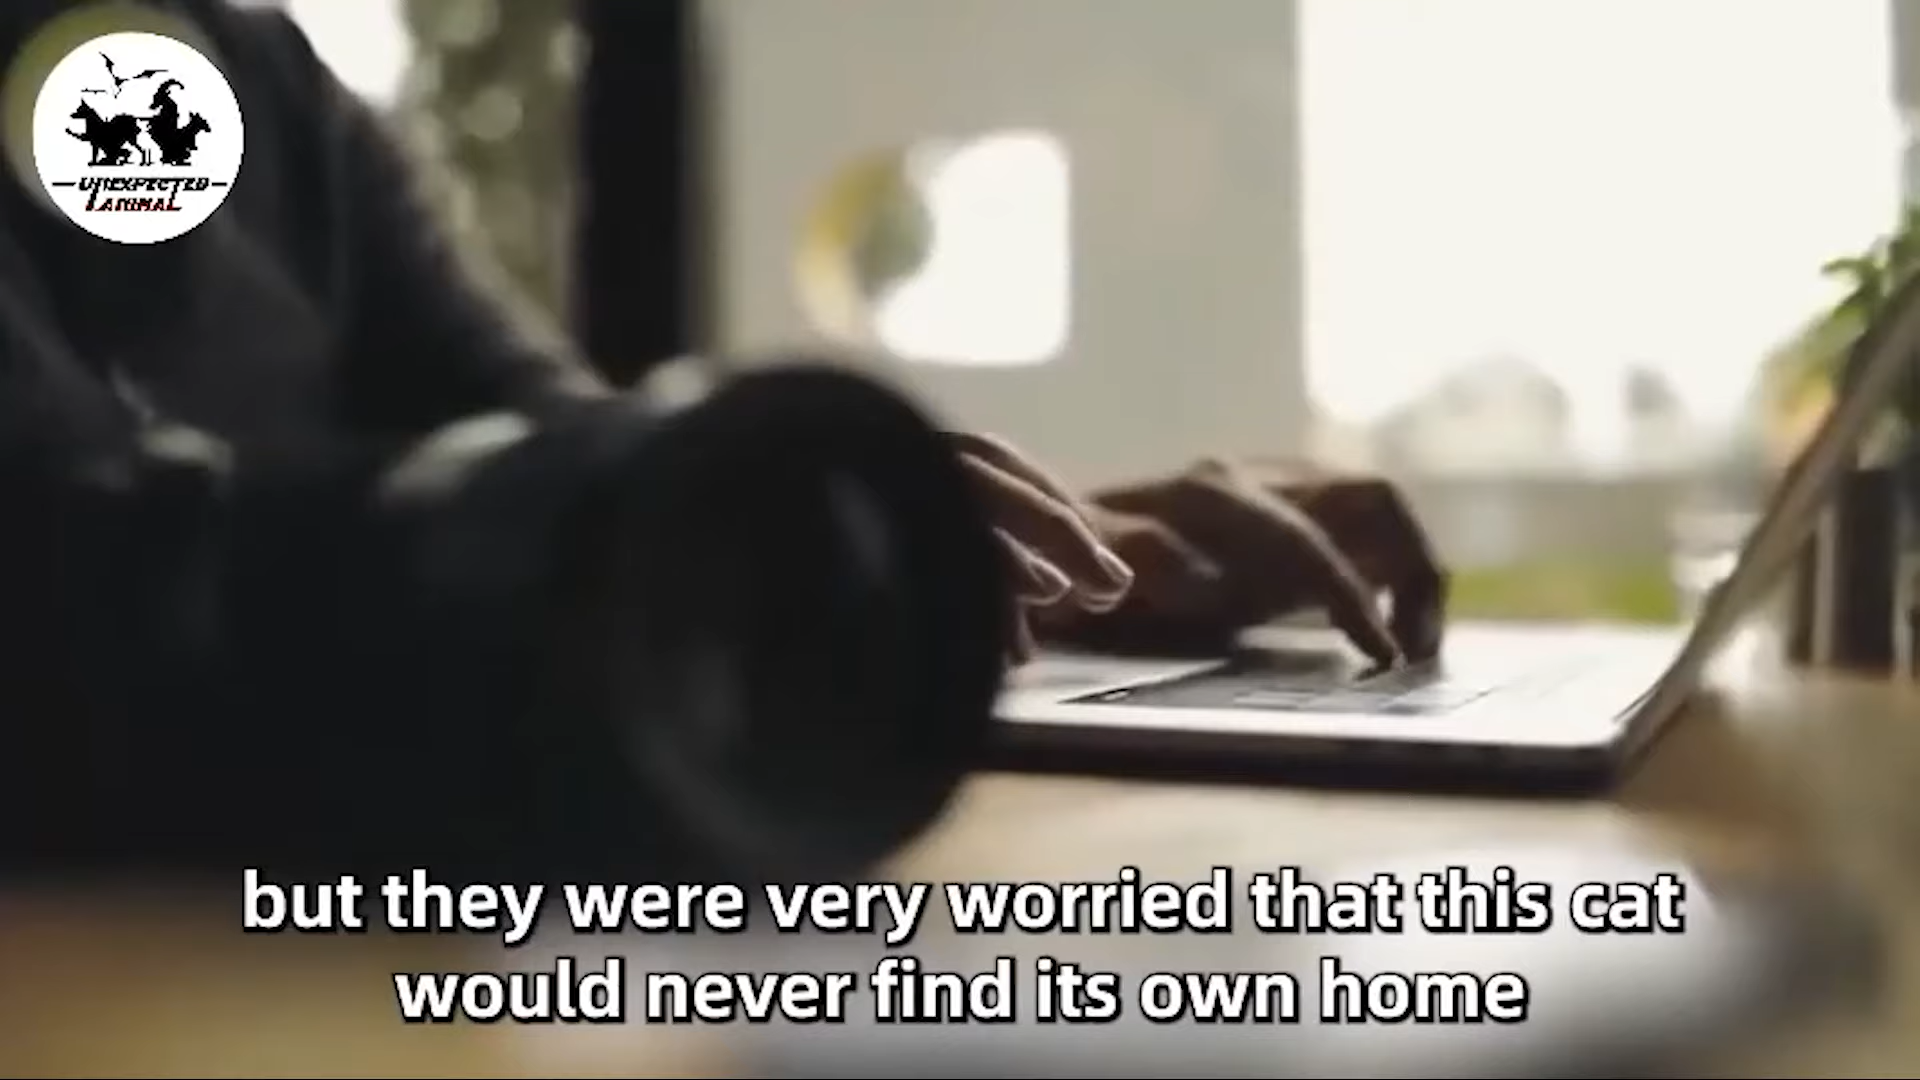 UNEXPECTED
ANIMAL
but they were very worried that this cat
would never find its own home